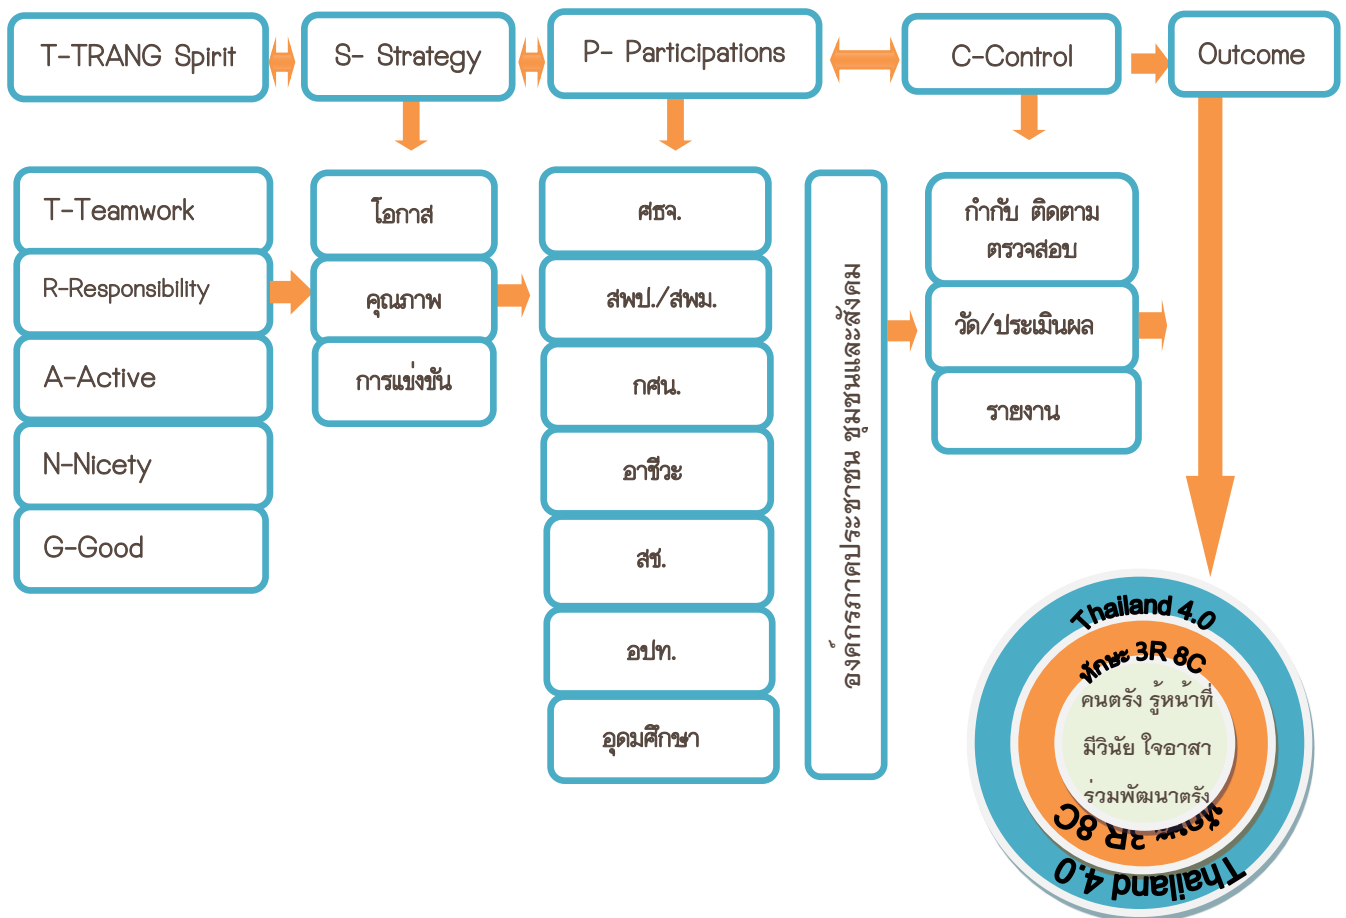 T-TRANG Spirit
S- Strategy
P- Participations
C-Control
Outcome
T-Teamwork
R-Responsibility
A-Active
N-Nicety
G-Good
โอกาส
คุณภาพ
การแข่งขัน
ศธจ.
สพป./สพม.
กศน.
อาชีวะ
สช.
อปท.
อุดมศึกษา
องค์กรภาคประชาชน ชุมชนและสังคม
กำกับ ติดตาม
ตรวจสอบ
วัด/ประเมินผล
รายงาน
Thailand 4.0
ทักษะ 3R 8C
คนตรัง รู้หน้าที่
มีวินัย ใจอาสา
ร่วมพัฒนาตรัง
ทักษะ 3R 8C
Thailand 4.0